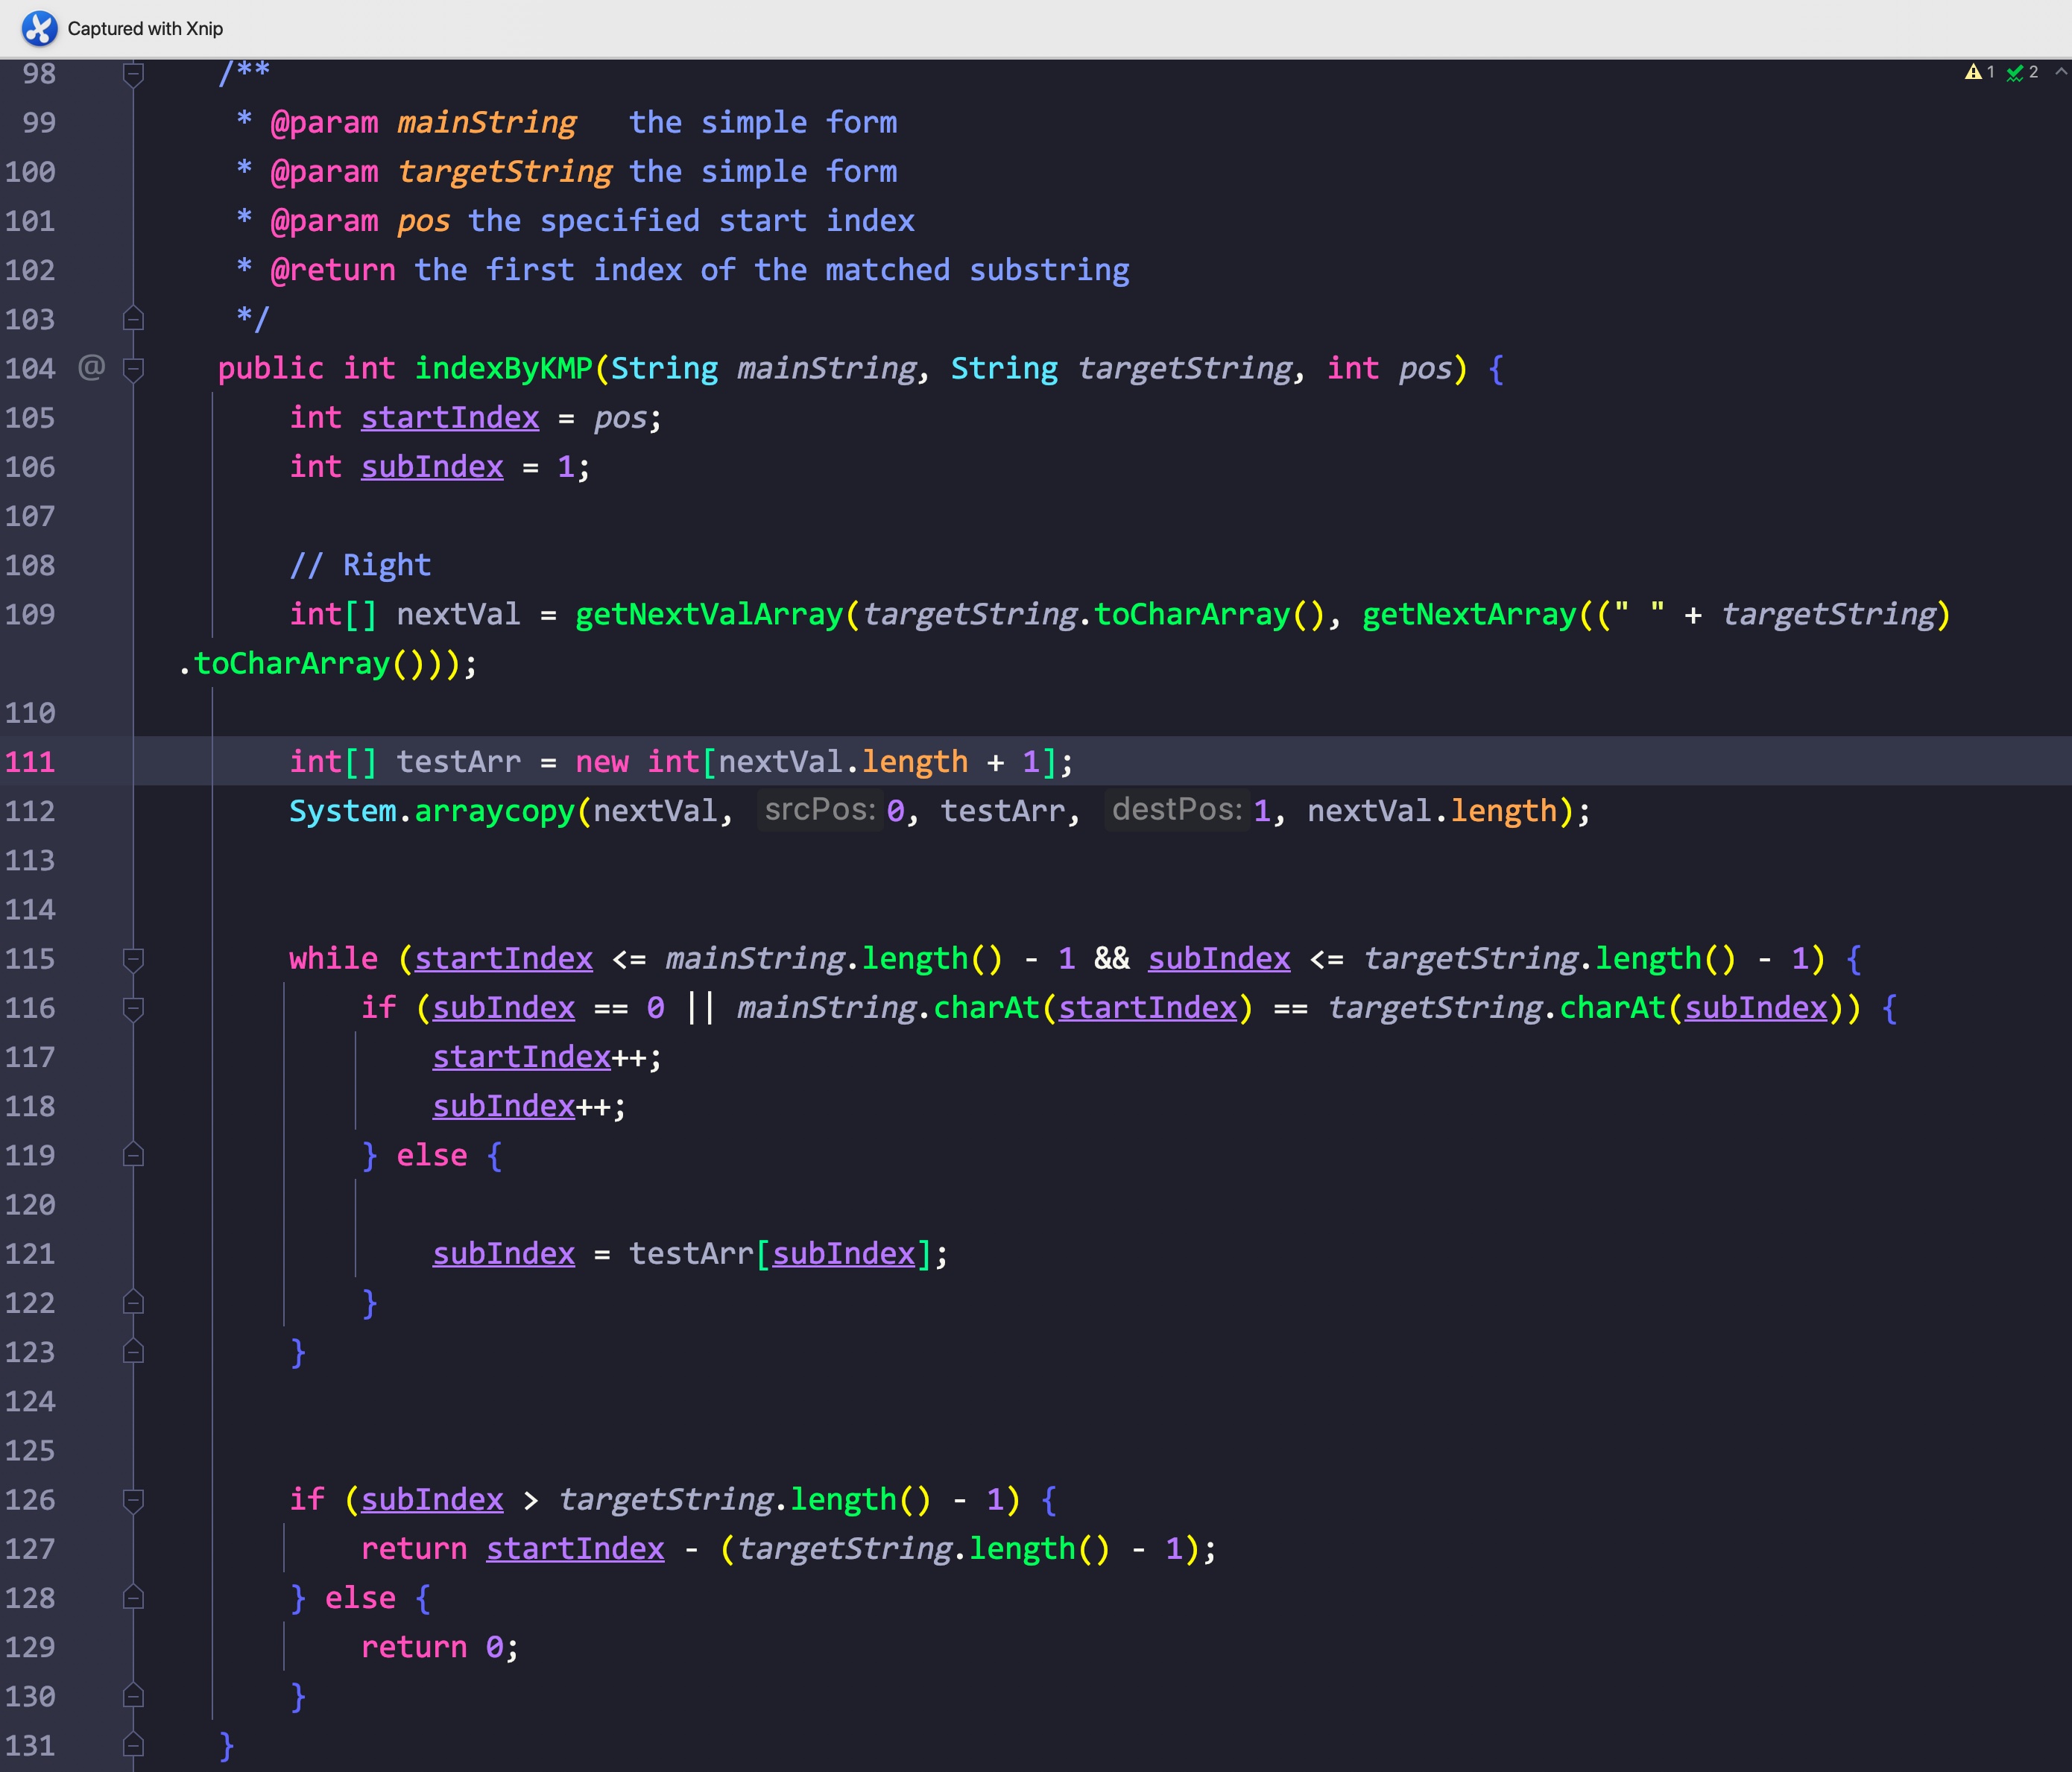 Captured with Xnip
1 2
98 /**
99 * @param mainString   the simple form
100 * @param targetString the simple form
101 * @param pos the specified start index
102 * @return the first index of the matched substring
103 */
104 @ public int indexByKMP(String mainString, String targetString, int pos) {
105 int startIndex = pos;
106 int subIndex = 1;
107
108 // Right
109 int[] nextVal = getNextValArray(targetString.toCharArray(), getNextArray((" " + targetString)
.toCharArray()));
110
111 int[] testArr = new int[nextVal.length + 1];
112 System.arraycopy(nextVal, srcPos: 0, testArr, destPos: 1, nextVal.length);
113
114
115 while (startIndex <= mainString.length() - 1 && subIndex <= targetString.length() - 1) {
116 if (subIndex == 0 || mainString.charAt(startIndex) == targetString.charAt(subIndex)) {
117 startIndex++;
118 subIndex++;
119 } else {
120
121 subIndex = testArr[subIndex];
122 }
123 }
124
125
126 if (subIndex > targetString.length() - 1) {
127 return startIndex - (targetString.length() - 1);
128 } else {
129 return 0;
130 }
131 }